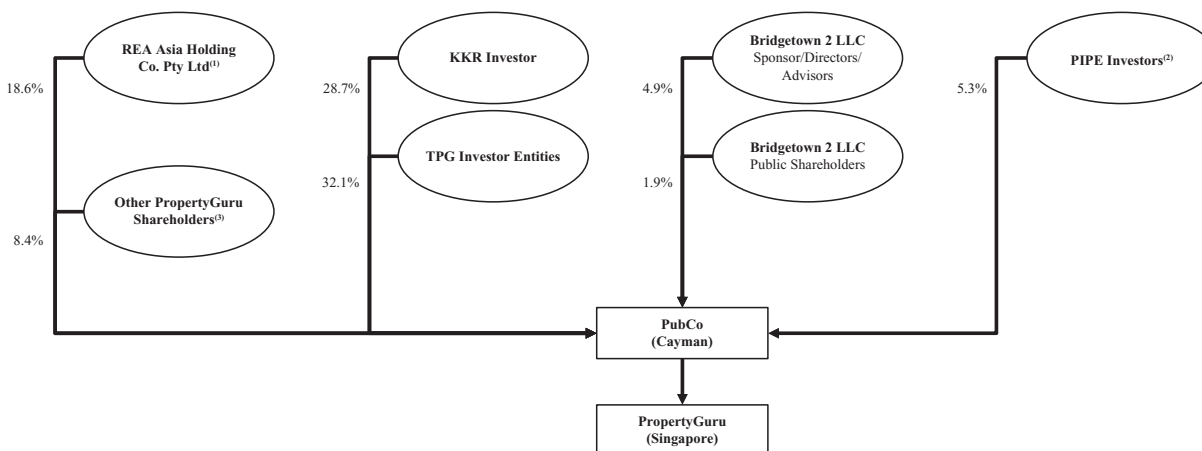 REA Asia Holding
Co. Pty Ltd(1)
18.6%
Other PropertyGuru
Shareholders(3)
8.4%
KKR Investor
28.7%
TPG Investor Entities
32.1%
Bridgetown 2 LLC
Sponsor/Directors/
Advisors
4.9%
Bridgetown 2 LLC
Public Shareholders
1.9%
PIPE Investors(2)
5.3%
PubCo
(Cayman)
PropertyGuru
(Singapore)